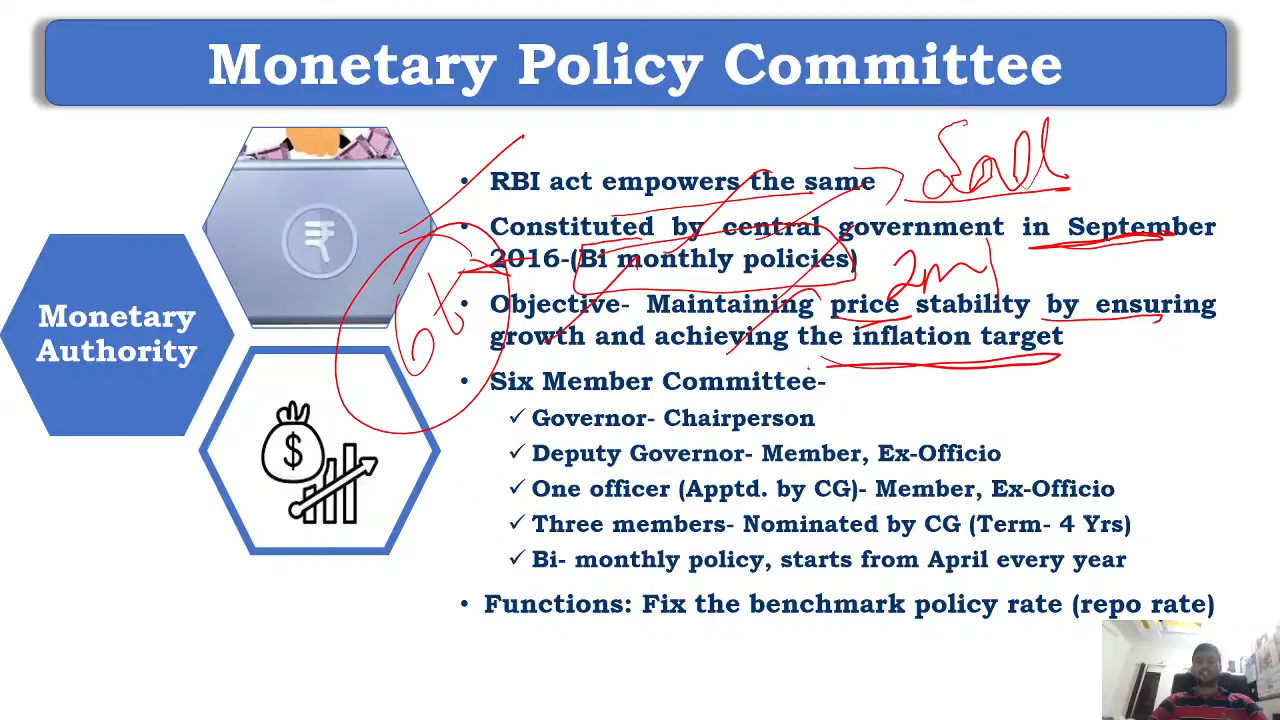 Monetary Policy Committee
• RBI act empowers the same
• Constituted by central government in September
2016-(Bi monthly policies)
2m
• Objective- Maintaining price stability by ensuring
growth and achieving the inflation target
Monetary
Authority
• Six Member Committee-
✓ Governor- Chairperson
✓ Deputy Governor- Member, Ex-Officio
✓ One officer (Apptd. by CG)- Member, Ex-Officio
✓ Three members- Nominated by CG (Term- 4 Yrs)
✓ Bi- monthly policy, starts from April every year
• Functions: Fix the benchmark policy rate (repo rate)
$
₹